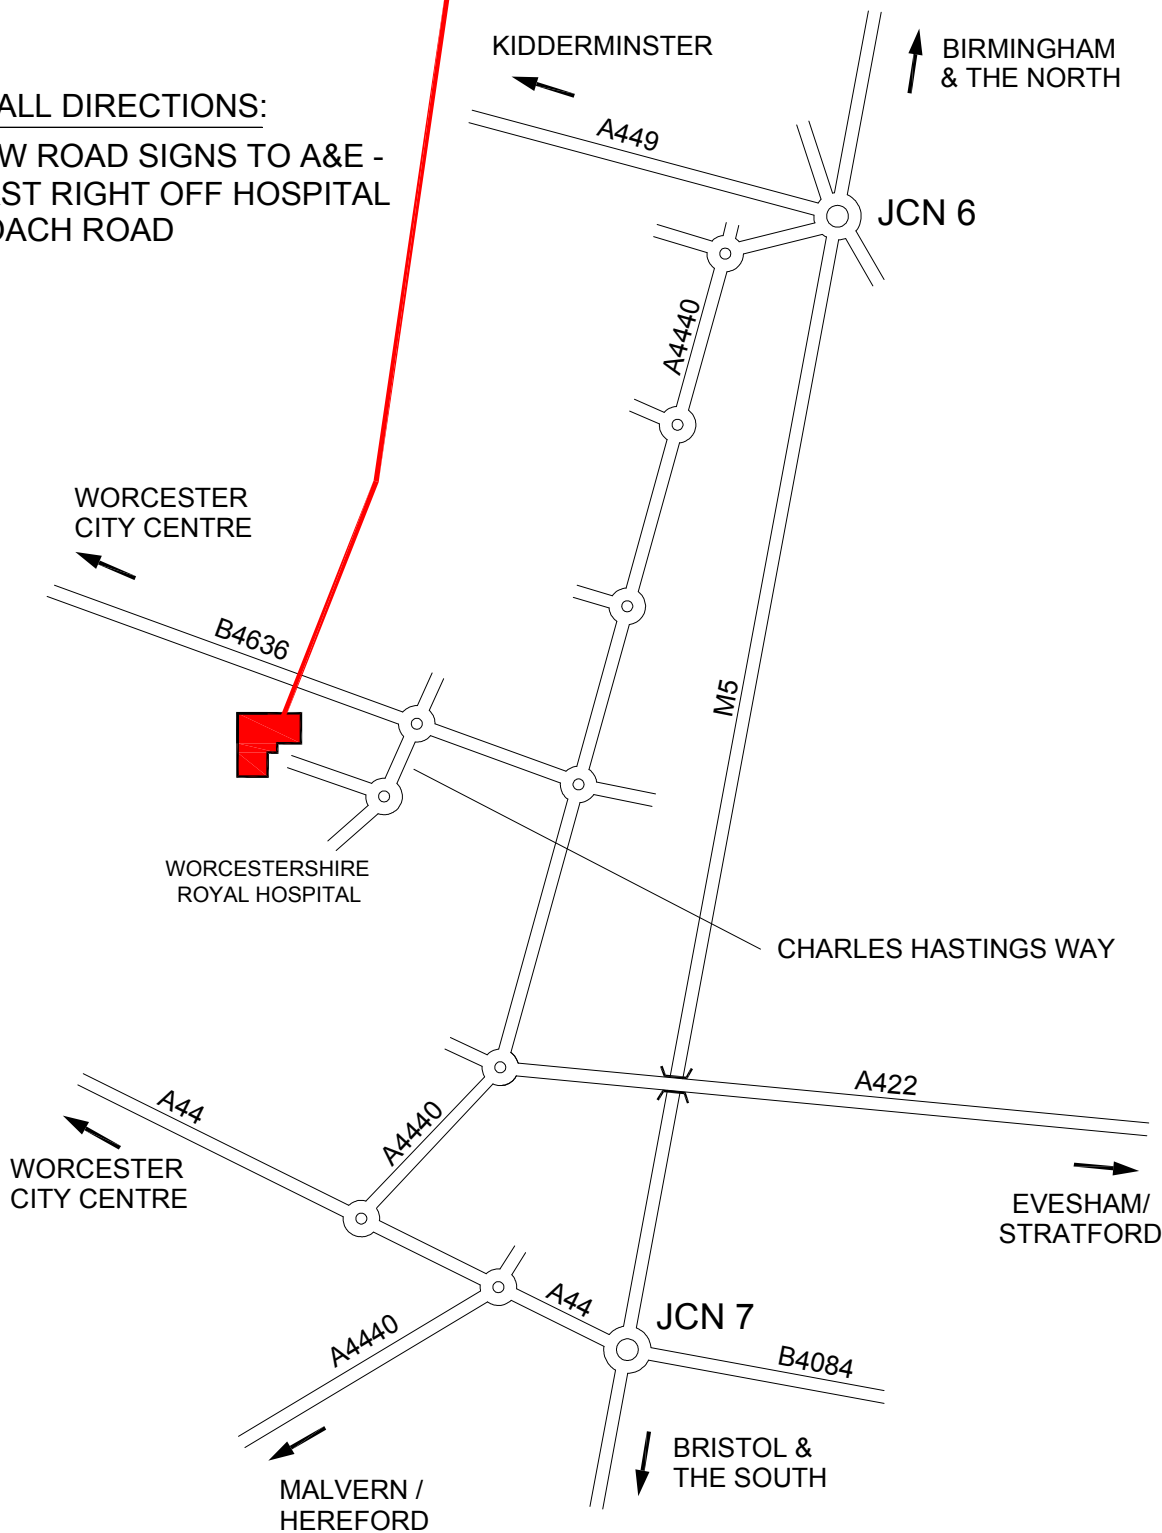 KIDDERMINSTER
BIRMINGHAM
& THE NORTH
ALL DIRECTIONS:
W ROAD SIGNS TO A&E -
ST RIGHT OFF HOSPITAL
OACH ROAD
A449
JCN 6
A4440
WORCESTER
CITY CENTRE
B4636
M5
WORCESTERSHIRE
ROYAL HOSPITAL
CHARLES HASTINGS WAY
A422
A44
A4440
WORCESTER
CITY CENTRE
EVESHAM/
STRATFORD
A44
JCN 7
A4440
B4084
BRISTOL &
THE SOUTH
MALVERN /
HEREFORD